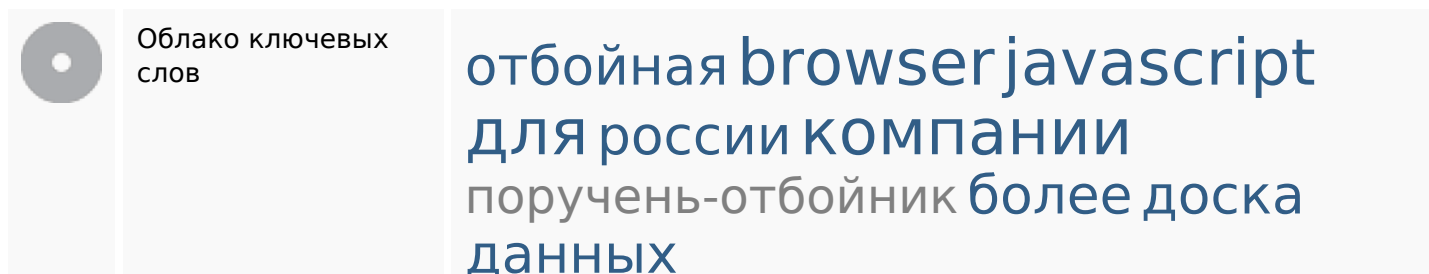 Облако ключевых
слов
отбойная browser javascript
для россии компании
поручень-отбойник более доска
данных